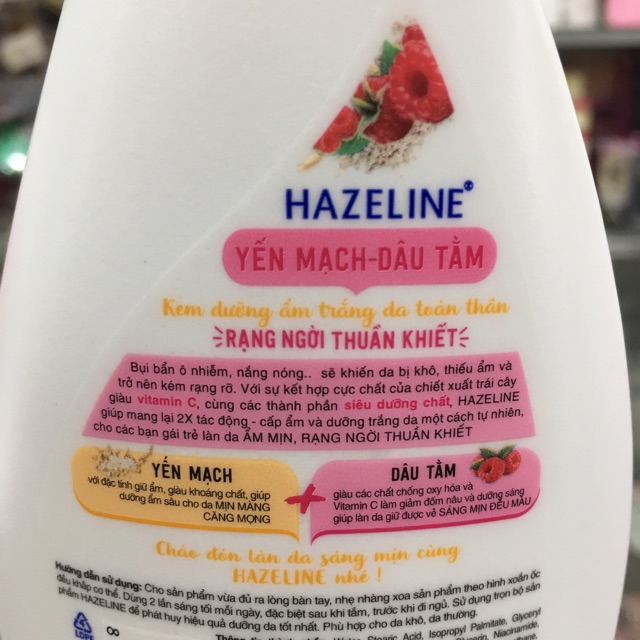 HAZELINE®
YẾN MẠCH-DÂU TẰM
Kem dưỡng ẩm trắng da toàn thân
RẠNG NGỜI THUẦN KHIẾT
Bụi bẩn ô nhiễm, nắng nóng.. sẽ khiến da bị khô, thiếu ẩm và
trở nên kém rạng rỡ. Với sự kết hợp cực chất của chiết xuất trái cây
giàu vitamin C, cùng các thành phần siêu dưỡng chất, HAZELINE
giúp mang lại 2X tác động - cấp ẩm và dưỡng trắng da một cách tự nhiên,
cho các bạn gái trẻ làn da ẨM MỊN, RẠNG NGỜI THUẦN KHIẾT
YẾN MẠCH
với đặc tính giữ ẩm, giàu khoáng chất, giúp
dưỡng ẩm sâu cho da MỊN MÀNG
CĂNG MỌNG
+
DÂU TẰM
giàu các chất chống oxy hóa và
Vitamin C làm giảm đốm nâu và dưỡng sáng
giúp làn da giữ được vẻ SÁNG MỊN ĐỀU MÀU
Chào đón làn da sáng mịn cùng
HAZELINE nhé !
Hướng dẫn sử dụng: Cho sản phẩm vừa đủ ra lòng bàn tay, nhẹ nhàng xoa sản phẩm theo hình xoắn ốc
đều khắp cơ thể. Dùng 2 lần sáng tối mỗi ngày, đặc biệt sau khi tắm, trước khi đi ngủ. Sử dụng trọn bộ sản
phẩm HAZELINE để phát huy hiệu quả dưỡng da tốt nhất. Phù hợp cho da khô, da thường.
4
LDPE
8
Water, Stearic Acid, Isopropyl Palmitate, Glyceryl
Niacinamide,